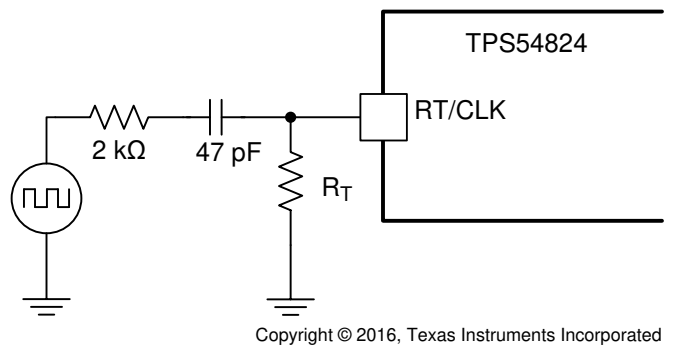 TPS54824
RT/CLK
2 kΩ
47 pF
RT
Copyright © 2016, Texas Instruments Incorporated